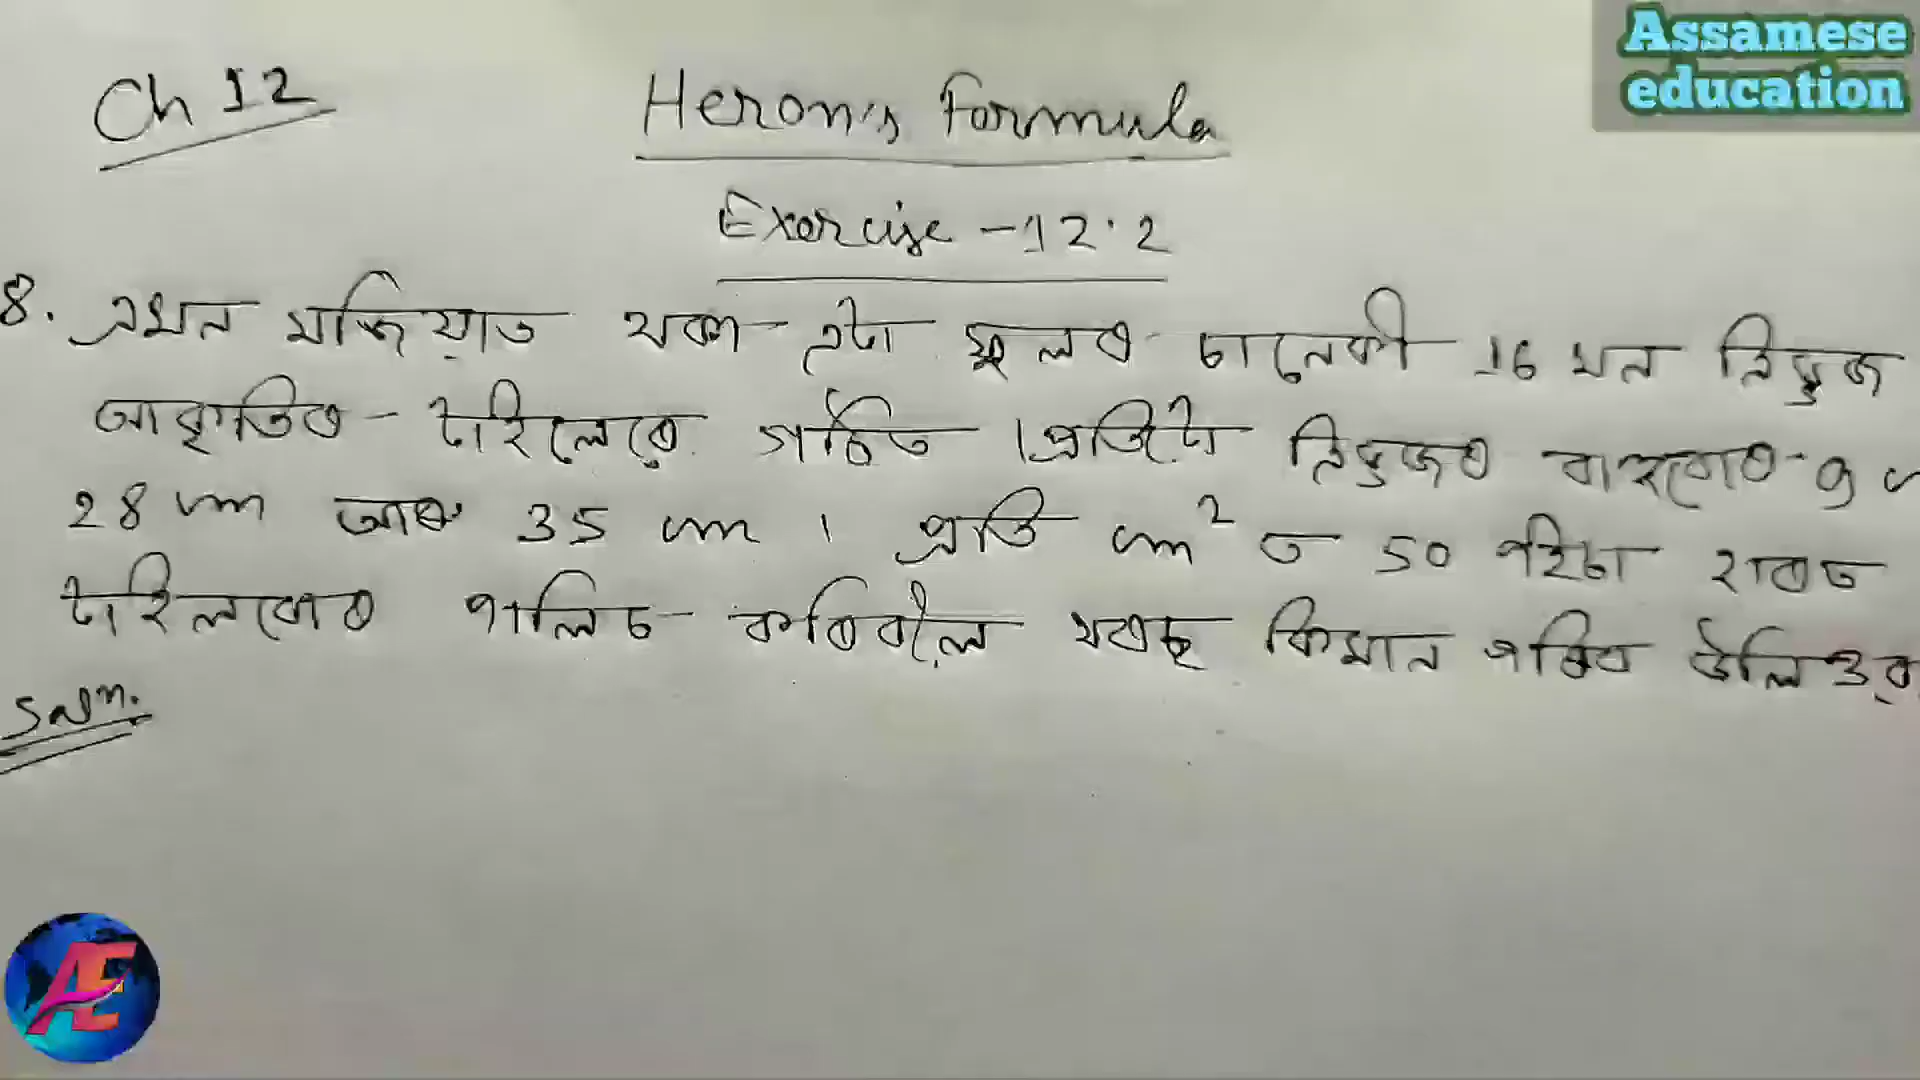 Assamese
education
Ch 12
Heron's Formula
Exercise - 12.2
8. এখন মজিয়াত থকা এটা ফুলৰ চানেকী 16 খন ত্ৰিভুজ
আকৃতিৰ টাইলেৰে গঠিত । প্ৰতিটো ত্ৰিভুজৰ বাহুবোৰ 9 c
28 cm আৰু 35 cm । প্ৰতি cm² ত 50 পইচা হাৰত
টাইলবোৰ পালিচ কৰিবলৈ খৰচ কিমান পৰিব উলিওৱা
Soln.
AE